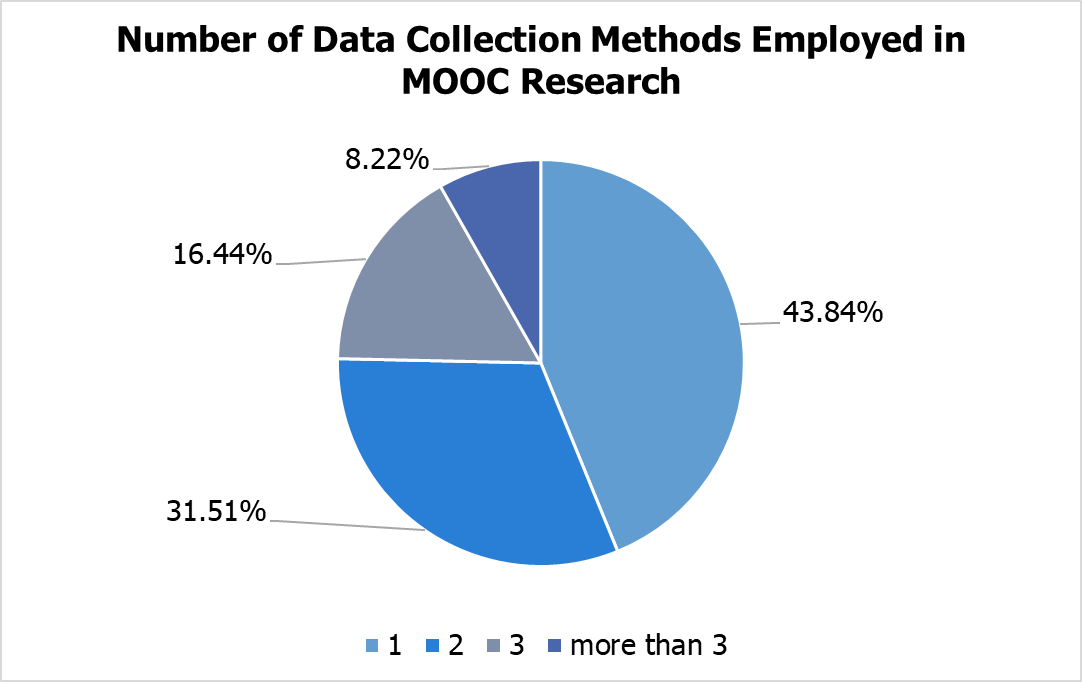 Number of Data Collection Methods Employed in
MOOC Research
8.22%
16.44%
43.84%
31.51%
1 2 3 more than 3